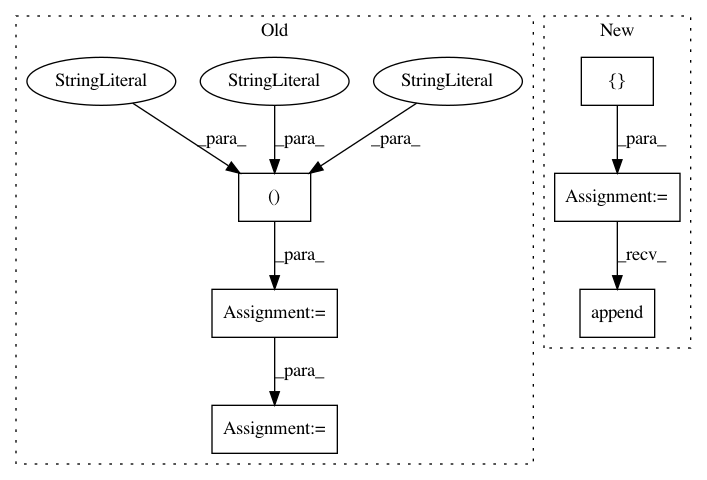 Old
New
StringLiteral
StringLiteral
StringLiteral
{}
_para_
_para_
_para_
_para_
()
Assignment:=
_para_
_recv_
Assignment:=
append
_para_
Assignment:=